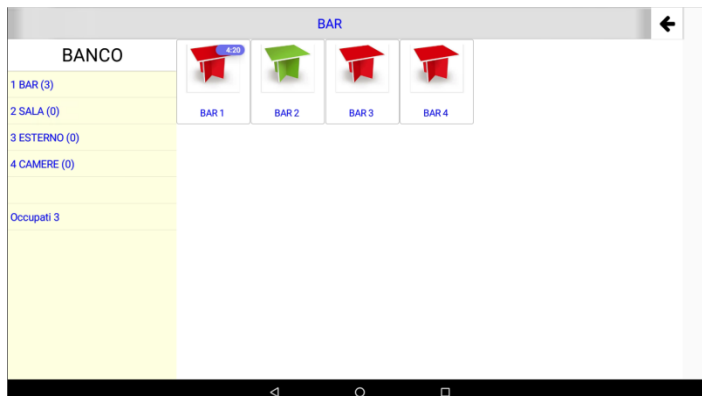 BAR
BANCO
1 BAR (3)
2 SALA (0)
3 ESTERNO (0)
4 CAMERE (0)
Occupati 3
4:20
BAR 1
BAR 2
BAR 3
BAR 4